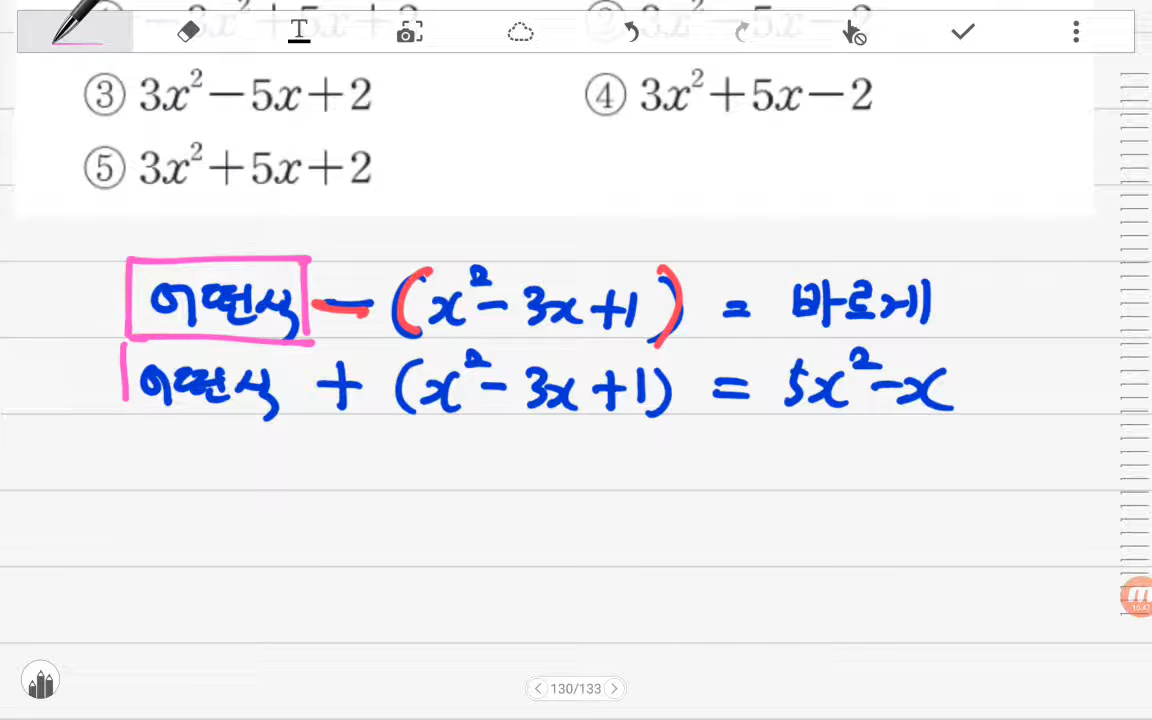 ③ 3x²−5x+2 ④ 3x²+5x−2
⑤ 3x²+5x+2
어떤식 − (x²− 3x+1) = 바르게
어떤식 + (x²− 3x+1) = 5x²−x
130/133